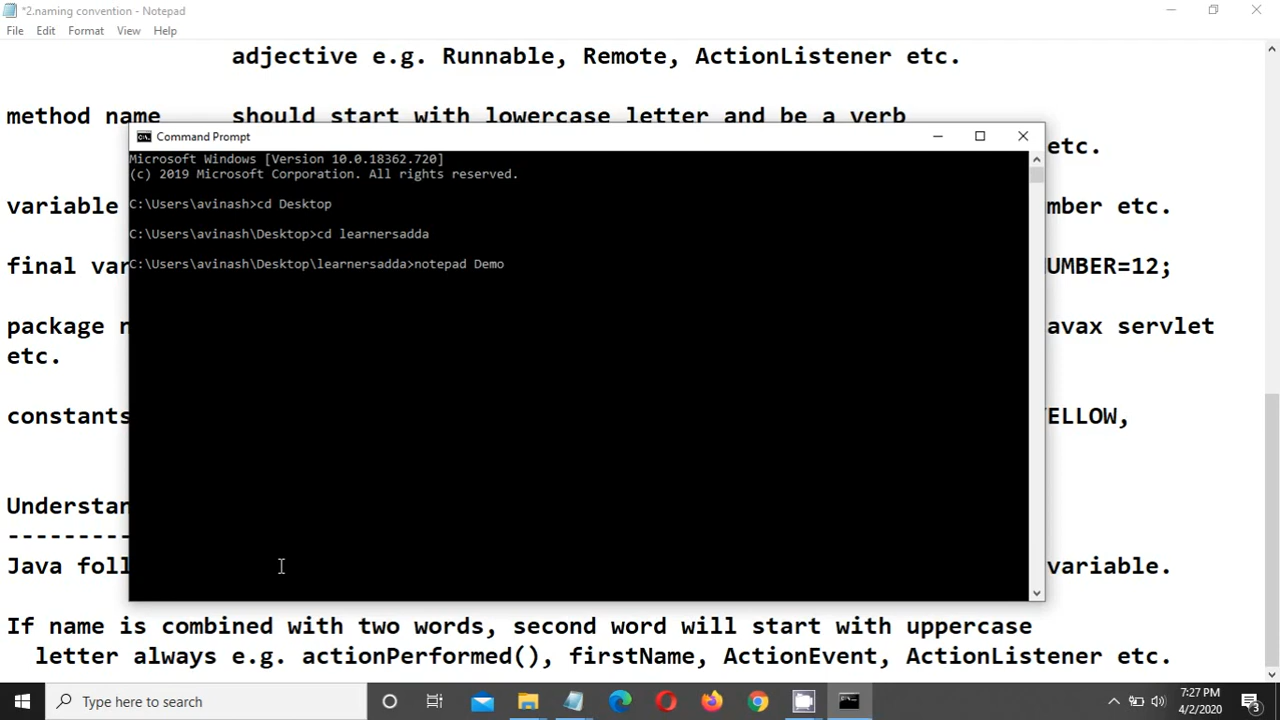 *2.naming convention - Notepad
File Edit Format View Help
adjective e.g. Runnable, Remote, ActionListener etc.
method name should start with lowercase letter and be a verb
etc.
Command Prompt
Microsoft Windows [Version 10.0.18362.720]
(c) 2019 Microsoft Corporation. All rights reserved.
C:\Users\avinash>cd Desktop
C:\Users\avinash\Desktop>cd learnersadda
C:\Users\avinash\Desktop\learnersadda>notepad Demo
variable mber etc.
final var UMBER=12;
package n avax servlet
etc.
constants ELLOW,
Understan
---------
Java foll variable.
If name is combined with two words, second word will start with uppercase
letter always e.g. actionPerformed(), firstName, ActionEvent, ActionListener etc.
Type here to search
7:27 PM
4/2/2020
3